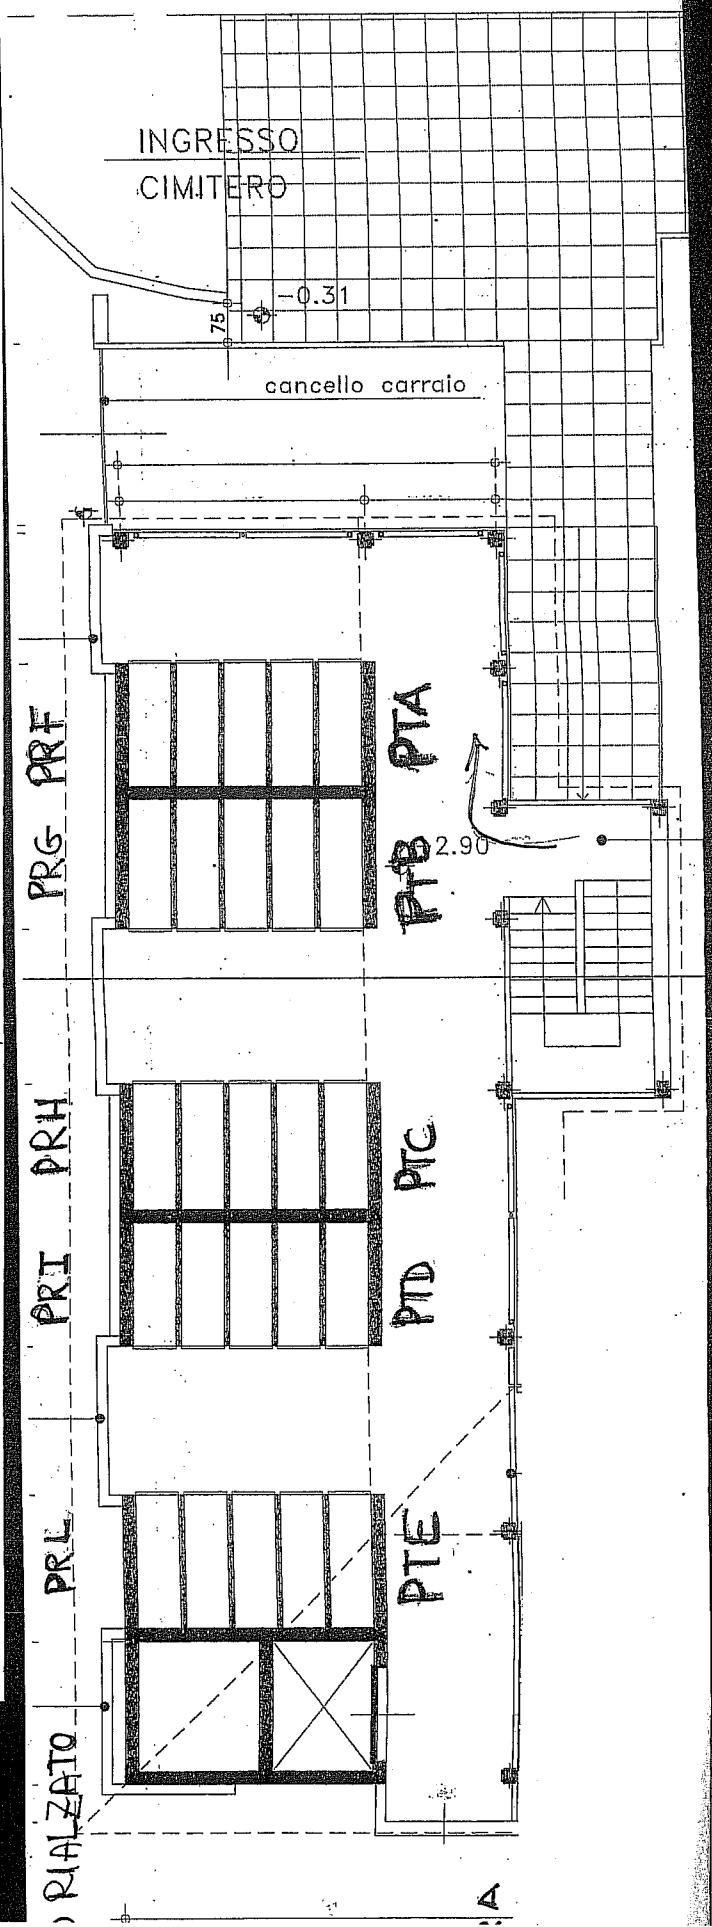 INGRESSO
CIMITERO
-0.31
75
cancello carraio
PRF
PTA
PRG
PTB
2.90
PRH
PTC
PRI
PTD
PRL
PTE
RIALZATO
A